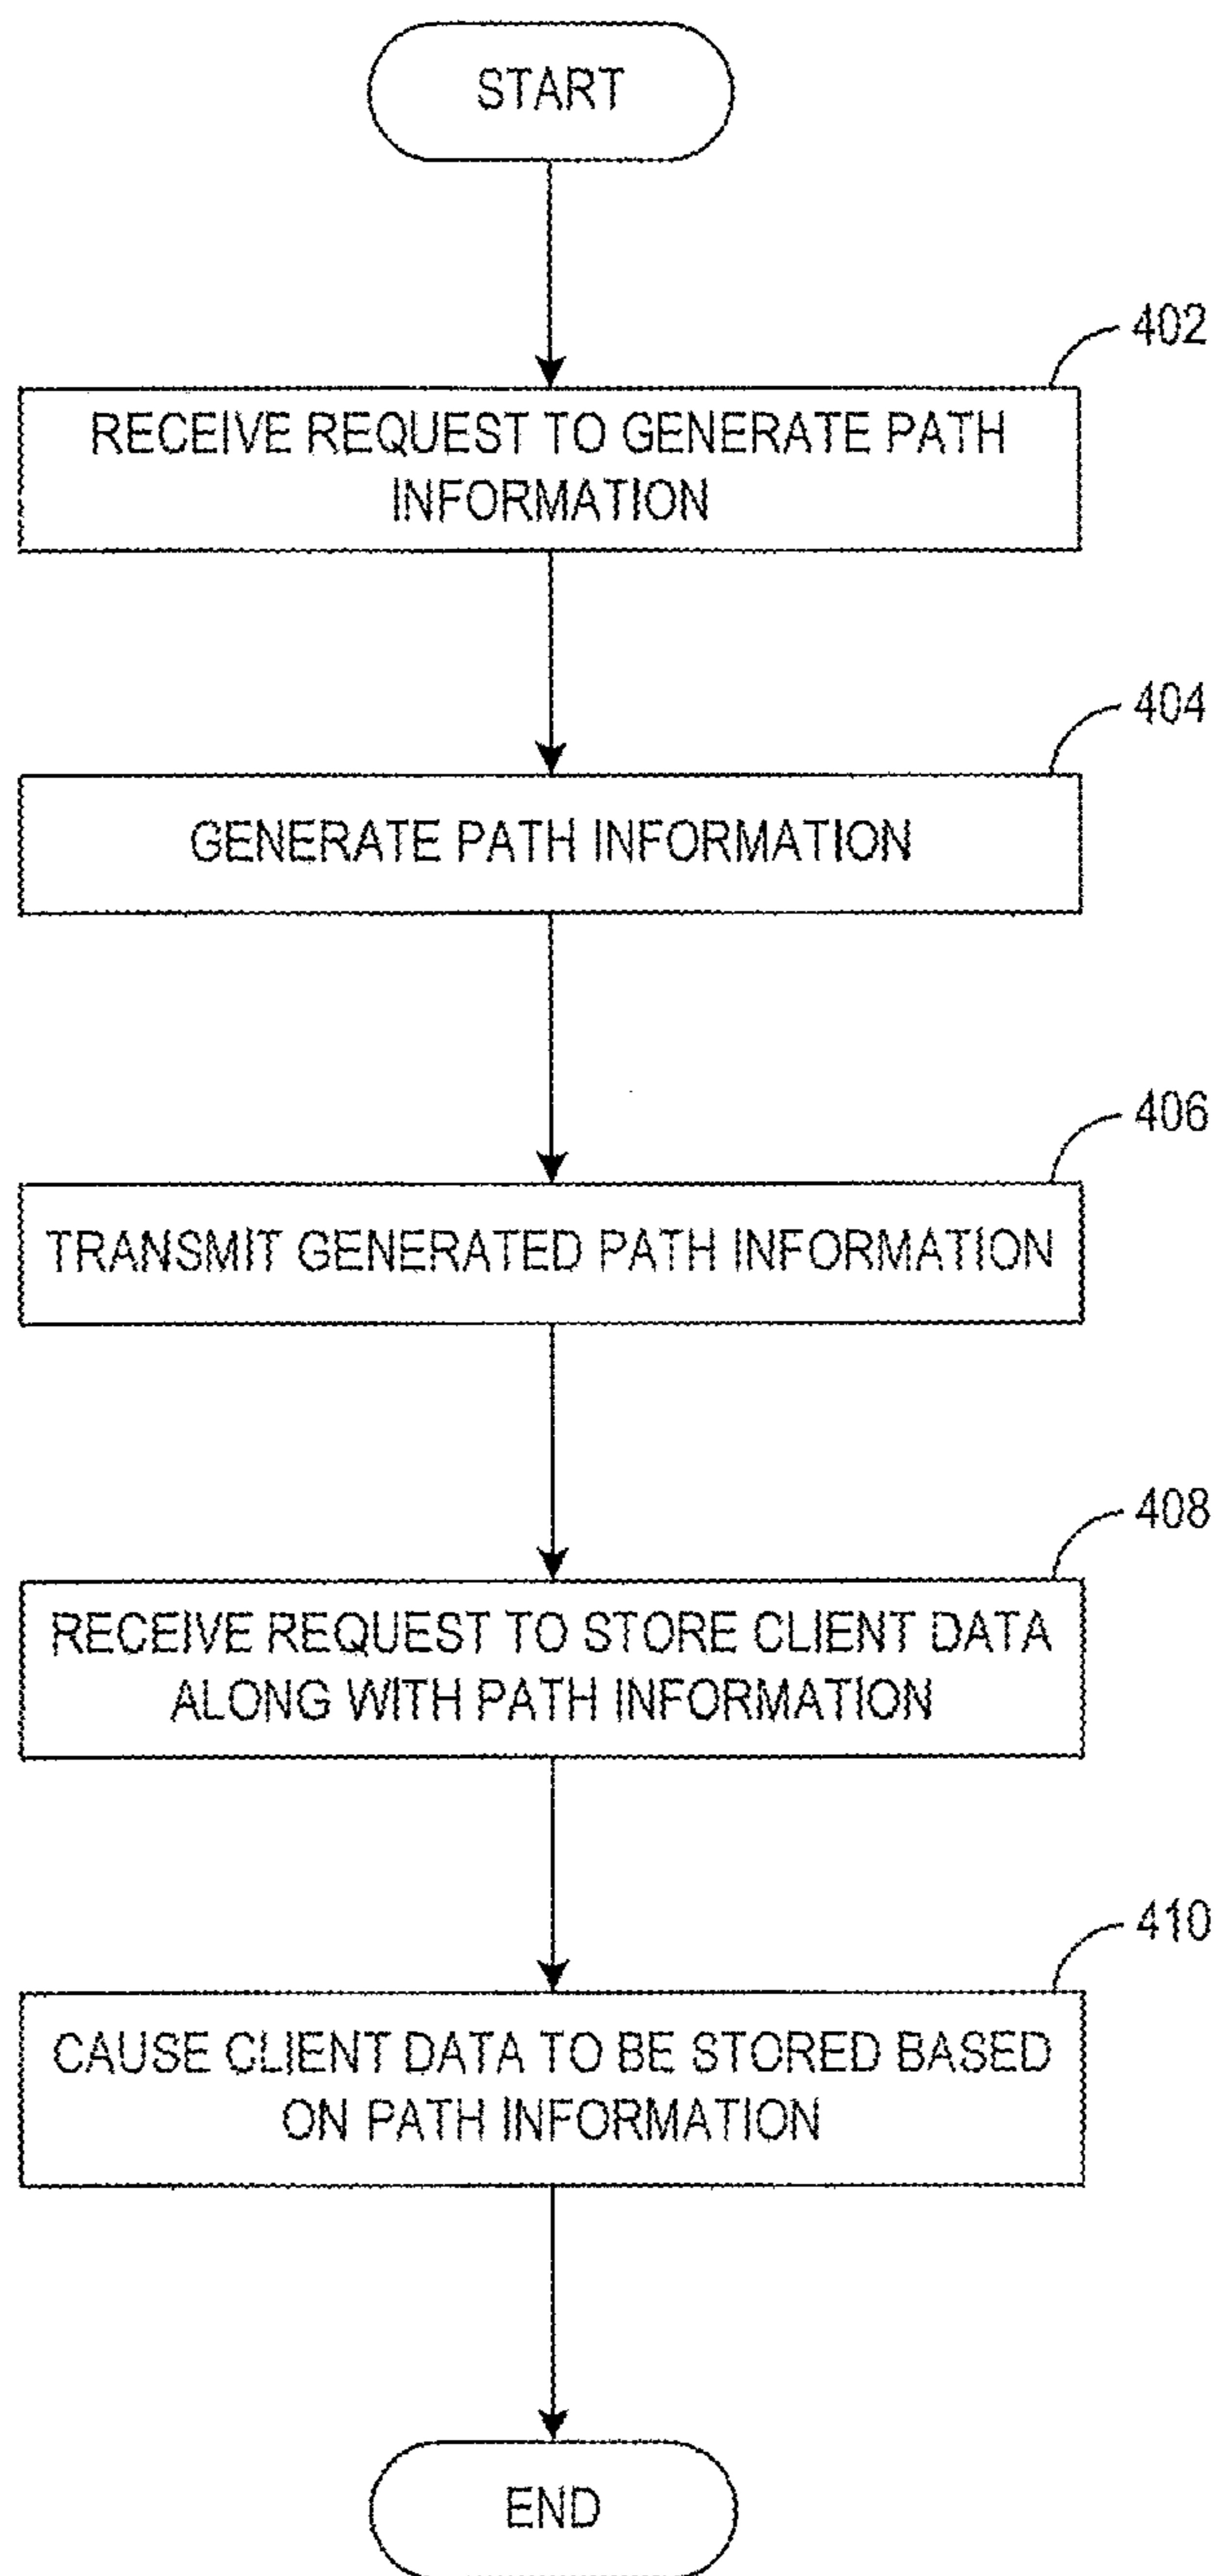 START
402
RECEIVE REQUEST TO GENERATE PATH
INFORMATION
404
GENERATE PATH INFORMATION
406
TRANSMIT GENERATED PATH INFORMATION
408
RECEIVE REQUEST TO STORE CLIENT DATA
ALONG WITH PATH INFORMATION
410
CAUSE CLIENT DATA TO BE STORED BASED
ON PATH INFORMATION
END